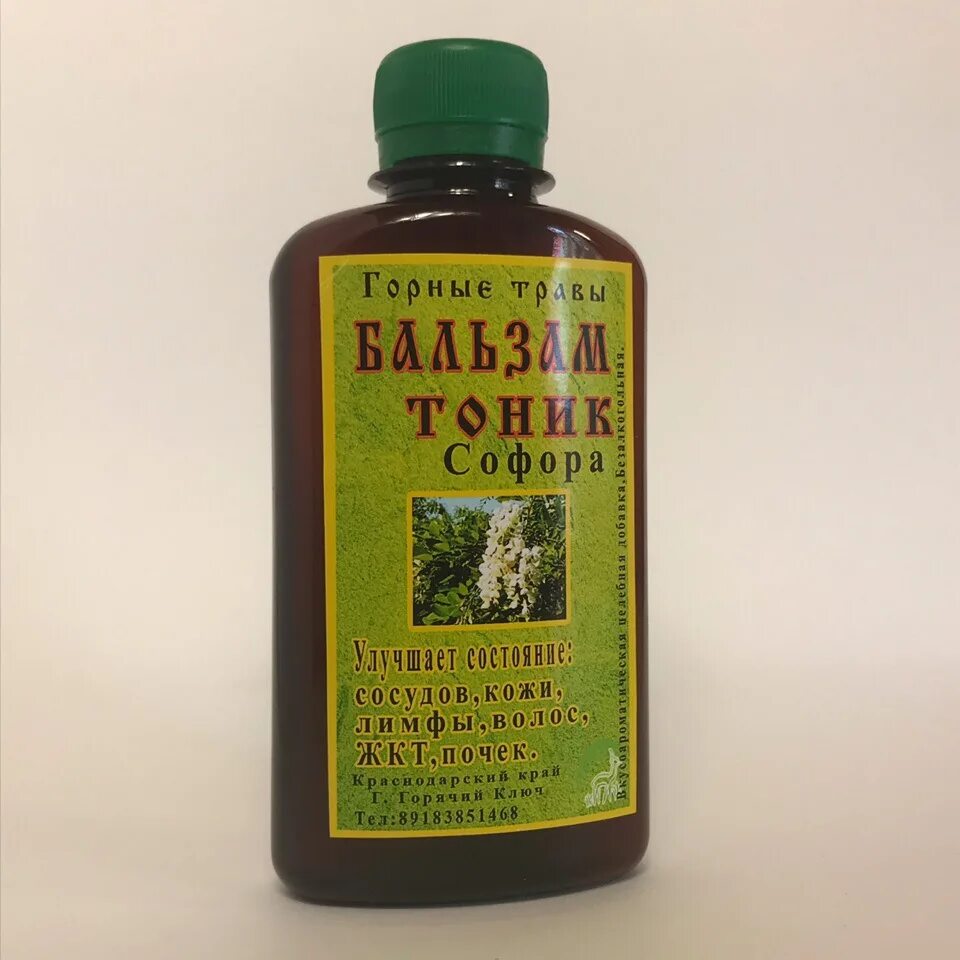 Горные травы
БАЛЬЗАМ
ТОНИК
Софора
Улучшает состояние:
сосудов,кожи,
лимфы,волос,
ЖКТ,почек.
Краснодарский край
Г. Горячий Ключ
Тел:89183851468
Вкусоароматическая целебная добавка.Безалкогольная.